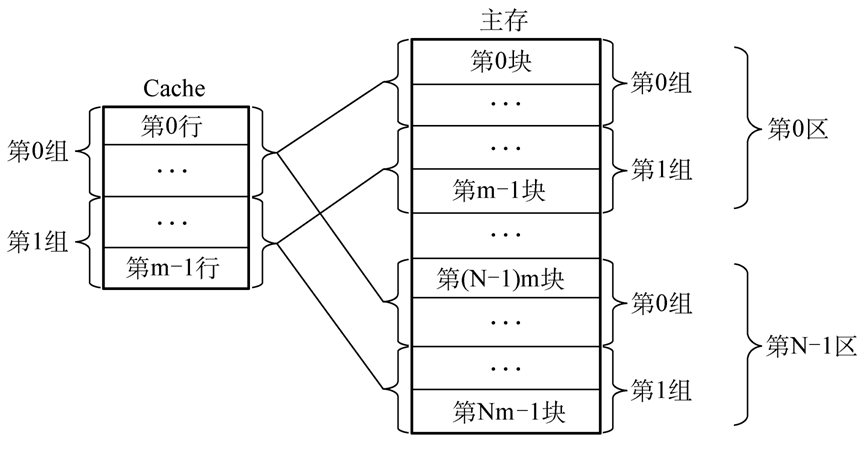 主存
Cache
第0组
第0行
…
第1组
…
第m-1行
第0块
…
第0组
…
第m-1块
第1组
第0区
…
第(N-1)m块
…
第0组
…
第Nm-1块
第1组
第N-1区